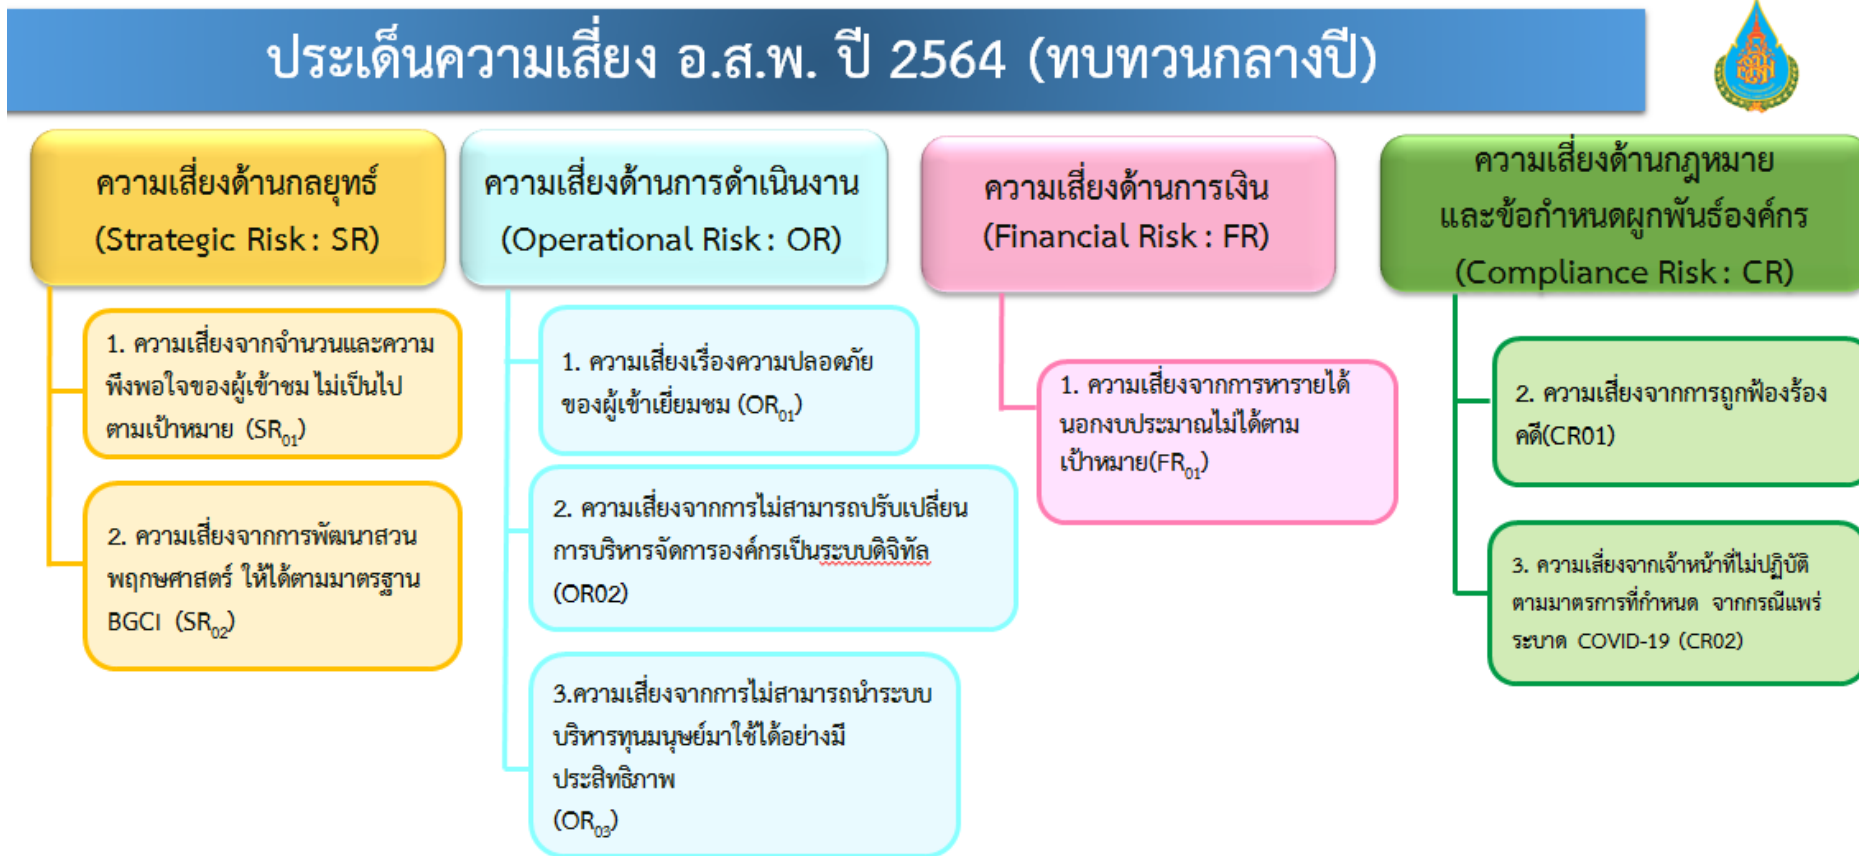 ประเด็นความเสี่ยง อ.ส.พ. ปี 2564 (ทบทวนกลางปี)
ความเสี่ยงด้านกลยุทธ์
(Strategic Risk : SR)
1. ความเสี่ยงจากจำนวนและความ
พึงพอใจของผู้เข้าชม ไม่เป็นไป
ตามเป้าหมาย (SR01)
2. ความเสี่ยงจากการพัฒนาสวน
พฤกษศาสตร์ ให้ได้ตามมาตรฐาน
BGCI (SR02)
ความเสี่ยงด้านการดำเนินงาน
(Operational Risk : OR)
1. ความเสี่ยงเรื่องความปลอดภัย
ของผู้เข้าเยี่ยมชม (OR01)
2. ความเสี่ยงจากการไม่สามารถปรับเปลี่ยน
การบริหารจัดการองค์กรเป็นระบบดิจิทัล
(OR02)
3.ความเสี่ยงจากการไม่สามารถนำระบบ
บริหารทุนมนุษย์มาใช้ได้อย่างมี
ประสิทธิภาพ
(OR03)
ความเสี่ยงด้านการเงิน
(Financial Risk : FR)
1. ความเสี่ยงจากการหารายได้
นอกงบประมาณไม่ได้ตาม
เป้าหมาย(FR01)
ความเสี่ยงด้านกฎหมาย
และข้อกำหนดผูกพันธ์องค์กร
(Compliance Risk : CR)
2. ความเสี่ยงจากการถูกฟ้องร้อง
คดี(CR01)
3. ความเสี่ยงจากเจ้าหน้าที่ไม่ปฏิบัติ
ตามมาตรการที่กำหนด จากกรณีแพร่
ระบาด COVID-19 (CR02)